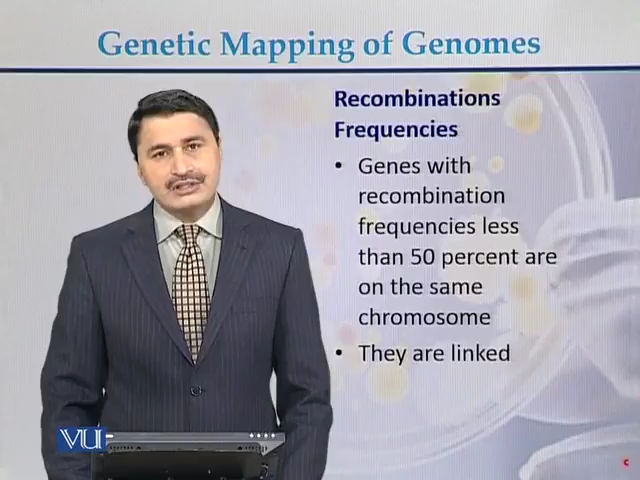 Genetic Mapping of Genomes
Recombinations
Frequencies
• Genes with
recombination
frequencies less
than 50 percent are
on the same
chromosome
• They are linked
VU